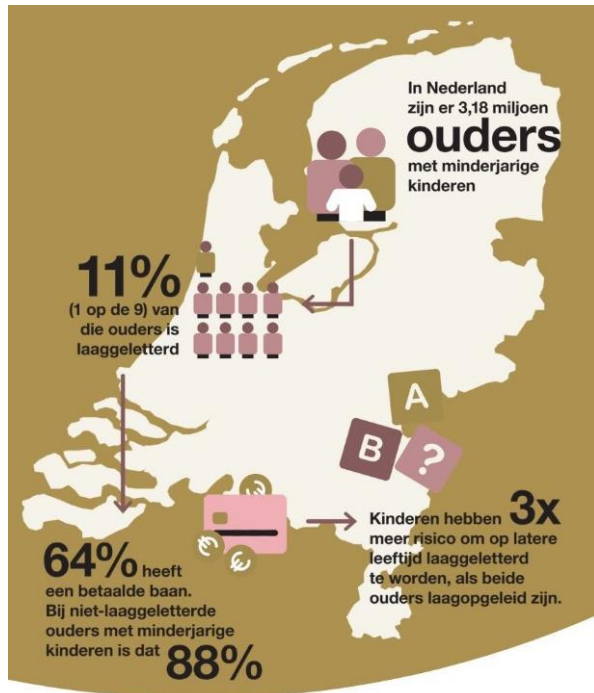 In Nederland
zijn er 3,18 miljoen
ouders
met minderjarige
kinderen
11%
(1 op de 9) van
die ouders is
laaggeletterd
A
B
?
Kinderen hebben 3x
meer risico om op latere
leeftijd laaggeletterd
te worden, als beide
ouders laagopgeleid zijn.
€
€
€
64% heeft
een betaalde baan.
Bij niet-laaggeletterde
ouders met minderjarige
kinderen is dat 88%